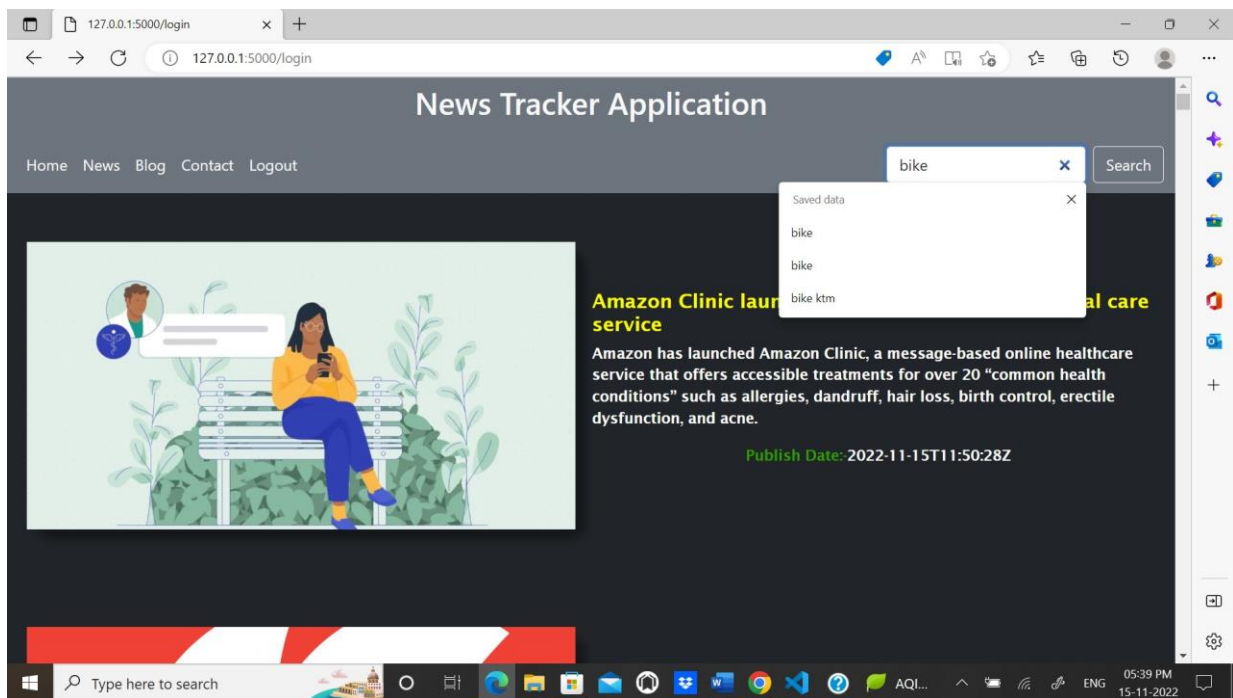 127.0.0.1:5000/login
127.0.0.1:5000/login
News Tracker Application
Home News Blog Contact Logout
bike
Search
Saved data
bike
bike
bike ktm
Amazon Clinic laun al care
service
Amazon has launched Amazon Clinic, a message-based online healthcare
service that offers accessible treatments for over 20 “common health
conditions” such as allergies, dandruff, hair loss, birth control, erectile
dysfunction, and acne.
Publish Date:-2022-11-15T11:50:28Z
Type here to search
AQI...
ENG
05:39 PM
15-11-2022